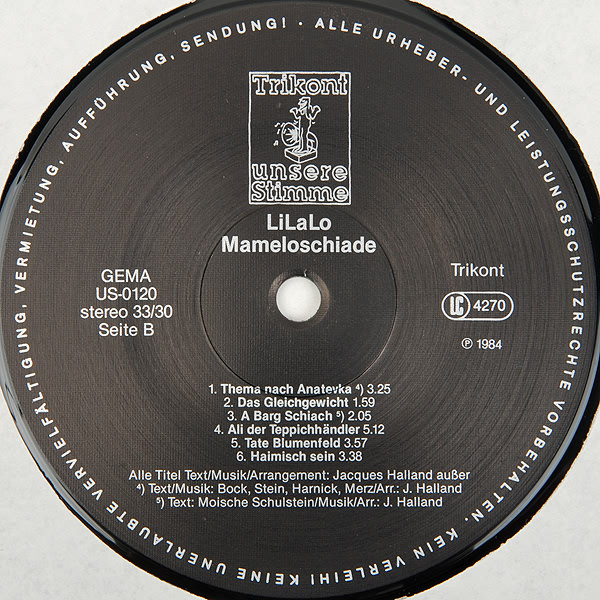 ALLE URHEBER- UND LEISTUNGSSCHUTZRECHTE VORBEHALTEN. KEIN VERLEIH! KEINE UNERLAUBTE VERVIELFÄLTIGUNG, VERMIETUNG, AUFFÜHRUNG, SENDUNG! ·
Trikont
unsere
Stimme
LiLaLo
Mameloschiade
GEMA
US-0120
stereo 33/30
Seite B
Trikont
LC 4270
℗ 1984
1. Thema nach Anatevka ⁴) 3.25
2. Das Gleichgewicht 1.59
3. A Barg Schlach ⁵) 2.05
4. Ali der Teppichhändler 5.12
5. Tate Blumenfeld 3.57
6. Haimisch sein 3.38
Alle Titel Text/Musik/Arrangement: Jacques Halland außer
⁴) Text/Musik: Bock, Stein, Harnick, Merz/Arr.: J. Halland
⁵) Text: Moische Schulstein/Musik/Arr.: J. Halland